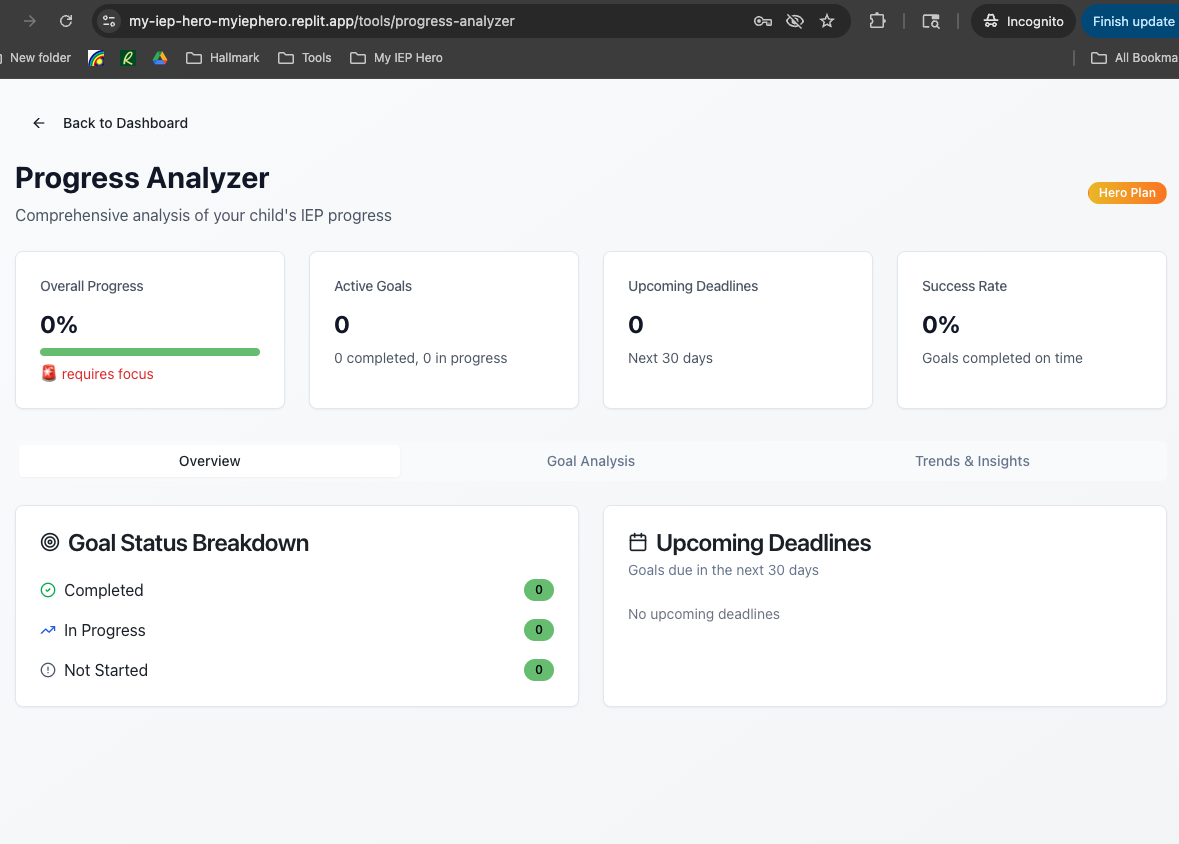 my-iep-hero-myiephero.replit.app/tools/progress-analyzer
Incognito
Finish update
New folder
Hallmark
Tools
My IEP Hero
All Bookma
Back to Dashboard
Progress Analyzer
Hero Plan
Comprehensive analysis of your child's IEP progress
Overall Progress
0%
requires focus
Active Goals
0
0 completed, 0 in progress
Upcoming Deadlines
0
Next 30 days
Success Rate
0%
Goals completed on time
Overview
Goal Analysis
Trends & Insights
Goal Status Breakdown
Completed 0
In Progress 0
Not Started 0
Upcoming Deadlines
Goals due in the next 30 days
No upcoming deadlines